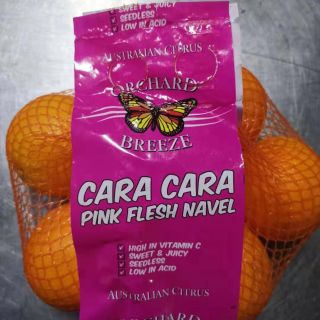 SWEET & JUICY
SEEDLESS
LOW IN ACID
AUSTRALIAN CITRUS
ORCHARD
BREEZE
CARA CARA
PINK FLESH NAVEL
HIGH IN VITAMIN C
SWEET & JUICY
SEEDLESS
LOW IN ACID
AUSTRALIAN CITRUS
ORCHARD